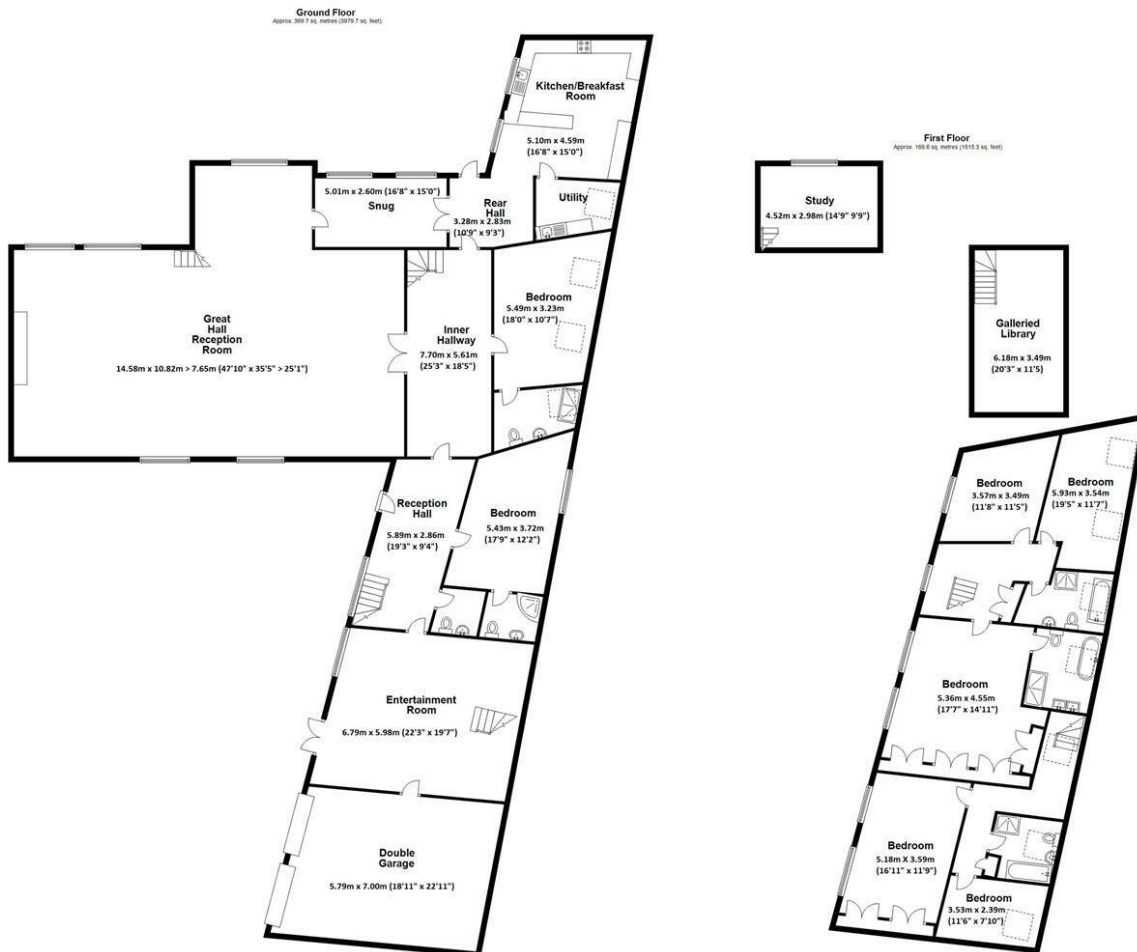 Ground Floor
Approx. 369.7 sq. metres (3979.7 sq. feet)
Kitchen/Breakfast
Room
5.10m x 4.59m
(16'8" x 15'0")
5.01m x 2.60m (16'8" x 15'0")
Snug
Rear
Hall
3.28m x 2.83m
(10'9" x 9'3")
Utility
Great
Hall
Reception
Room
14.58m x 10.82m > 7.65m (47'10" x 35'5" > 25'1")
Inner
Hallway
7.70m x 5.61m
(25'3" x 18'5")
Bedroom
5.49m x 3.23m
(18'0" x 10'7")
Reception
Hall
5.89m x 2.86m
(19'3" x 9'4")
Bedroom
5.43m x 3.72m
(17'9" x 12'2")
Entertainment
Room
6.79m x 5.98m (22'3" x 19'7")
Double
Garage
5.79m x 7.00m (18'11" x 22'11")
First Floor
Approx. 168.6 sq. metres (1815.3 sq. feet)
Study
4.52m x 2.98m (14'9" 9'9")
Galleried
Library
6.18m x 3.49m
(20'3" x 11'5)
Bedroom
3.57m x 3.49m
(11'8" x 11'5")
Bedroom
5.93m x 3.54m
(19'5" x 11'7")
Bedroom
5.36m x 4.55m
(17'7" x 14'11")
Bedroom
5.18m X 3.59m
(16'11" x 11'9")
Bedroom
3.53m x 2.39m
(11'6" x 7'10")